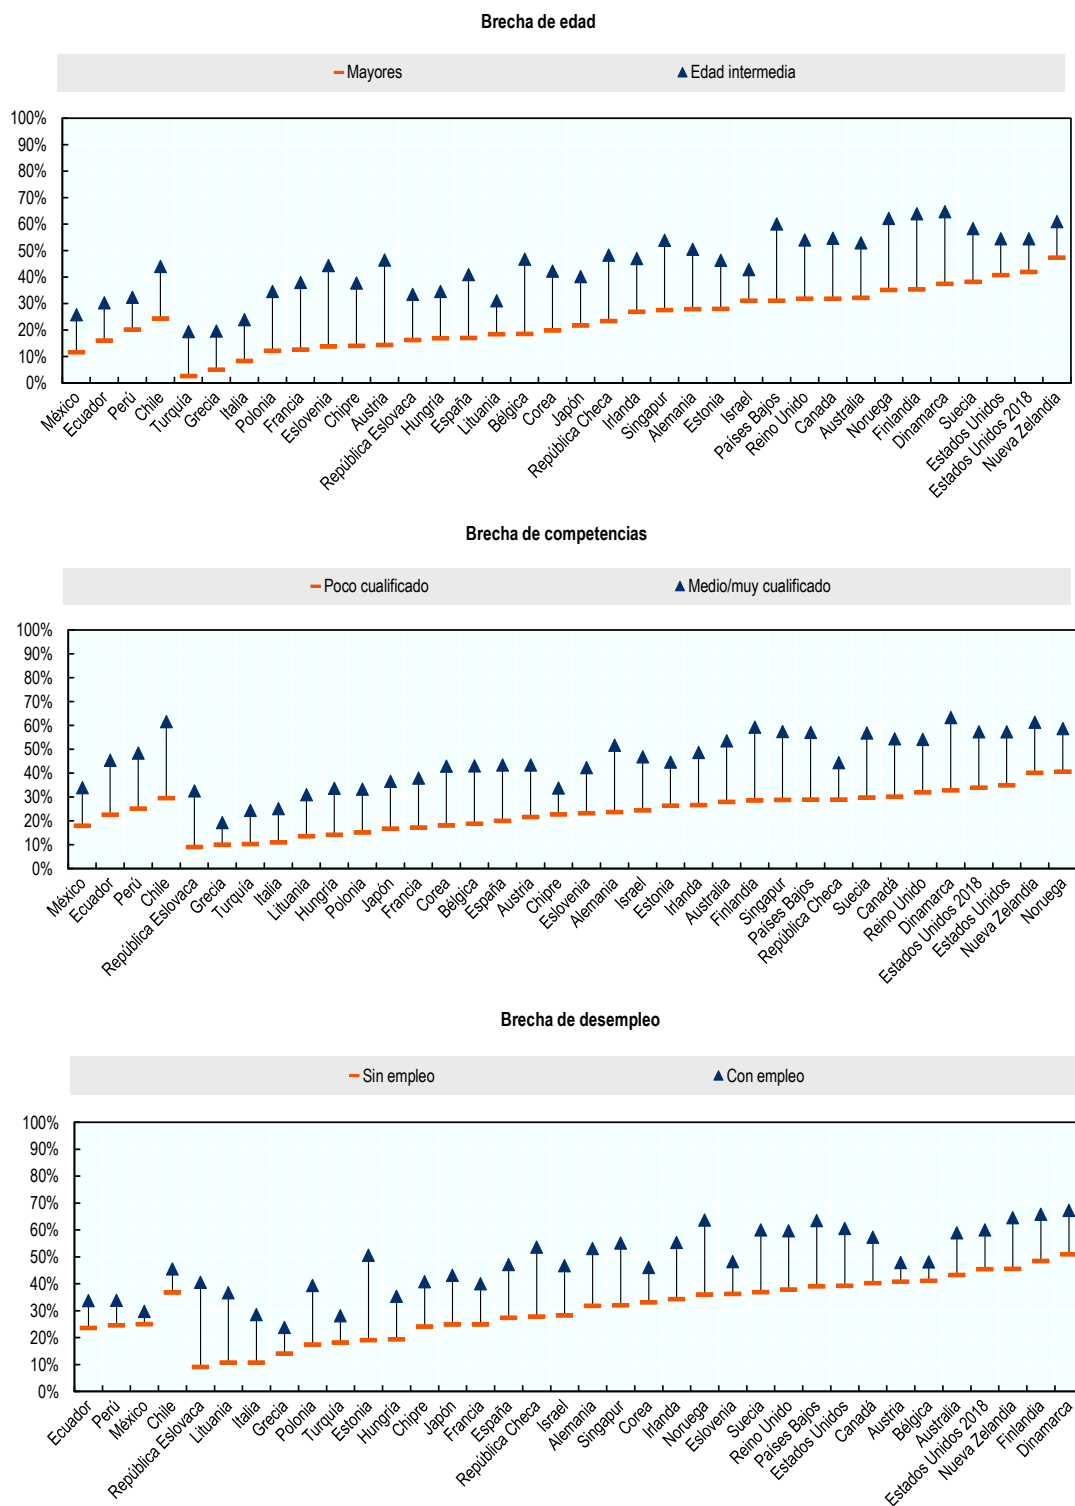 Brecha de edad
Mayores
Edad intermedia
100%
90%
80%
70%
60%
50%
40%
30%
20%
10%
0%
México
Ecuador
Perú
Chile
Turquía
Grecia
Italia
Polonia
Francia
Eslovenia
Chipre
Austria
República Eslovaca
Hungría
España
Lituania
Bélgica
Corea
Japón
República Checa
Irlanda
Singapur
Alemania
Estonia
Israel
Países Bajos
Reino Unido
Canada
Australia
Noruega
Finlandia
Dinamarca
Suecia
Estados Unidos
Estados Unidos 2018
Nueva Zelandia
Brecha de competencias
Poco cualificado
Medio/muy cualificado
100%
90%
80%
70%
60%
50%
40%
30%
20%
10%
0%
México
Ecuador
Perú
Chile
República Eslovaca
Grecia
Turquía
Italia
Lituania
Hungría
Polonia
Japón
Francia
Corea
Bélgica
España
Austria
Chipre
Eslovenia
Alemania
Israel
Estonia
Irlanda
Australia
Finlandia
Singapur
Países Bajos
República Checa
Suecia
Canadá
Reino Unido
Dinamarca
Estados Unidos 2018
Estados Unidos
Nueva Zelandia
Noruega
Brecha de desempleo
Sin empleo
Con empleo
100%
90%
80%
70%
60%
50%
40%
30%
20%
10%
0%
Ecuador
Perú
México
Chile
República Eslovaca
Lituania
Italia
Grecia
Polonia
Turquía
Estonia
Hungría
Chipre
Japón
Francia
España
República Checa
Israel
Alemania
Singapur
Corea
Irlanda
Noruega
Eslovenia
Suecia
Reino Unido
Países Bajos
Estados Unidos
Canadá
Austria
Bélgica
Australia
Estados Unidos 2018
Nueva Zelandia
Finlandia
Dinamarca